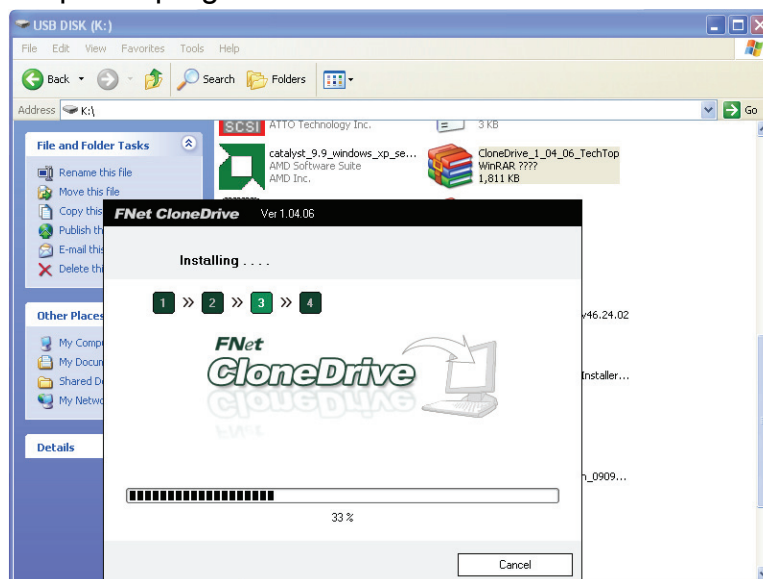 USB DISK (K:)
File Edit View Favorites Tools Help
Back Search Folders
Address K:\ Go
File and Folder Tasks
Rename this file
Move this
Copy this
Publish th
E-mail this
Delete thi
Other Places
My Compu
My Docum
Shared D
My Netwo
Details
SCSI
ATTO Technology Inc.
3 KB
catalyst_9.9_windows_xp_se...
AMD Software Suite
AMD Inc.
CloneDrive_1_04_06_TechTop
WinRAR ????
1,811 KB
v46.24.02
Installer...
n_0909...
FNet CloneDrive Ver 1.04.06
Installing . . . .
1 » 2 » 3 » 4
FNet
CloneDrive
33 %
Cancel